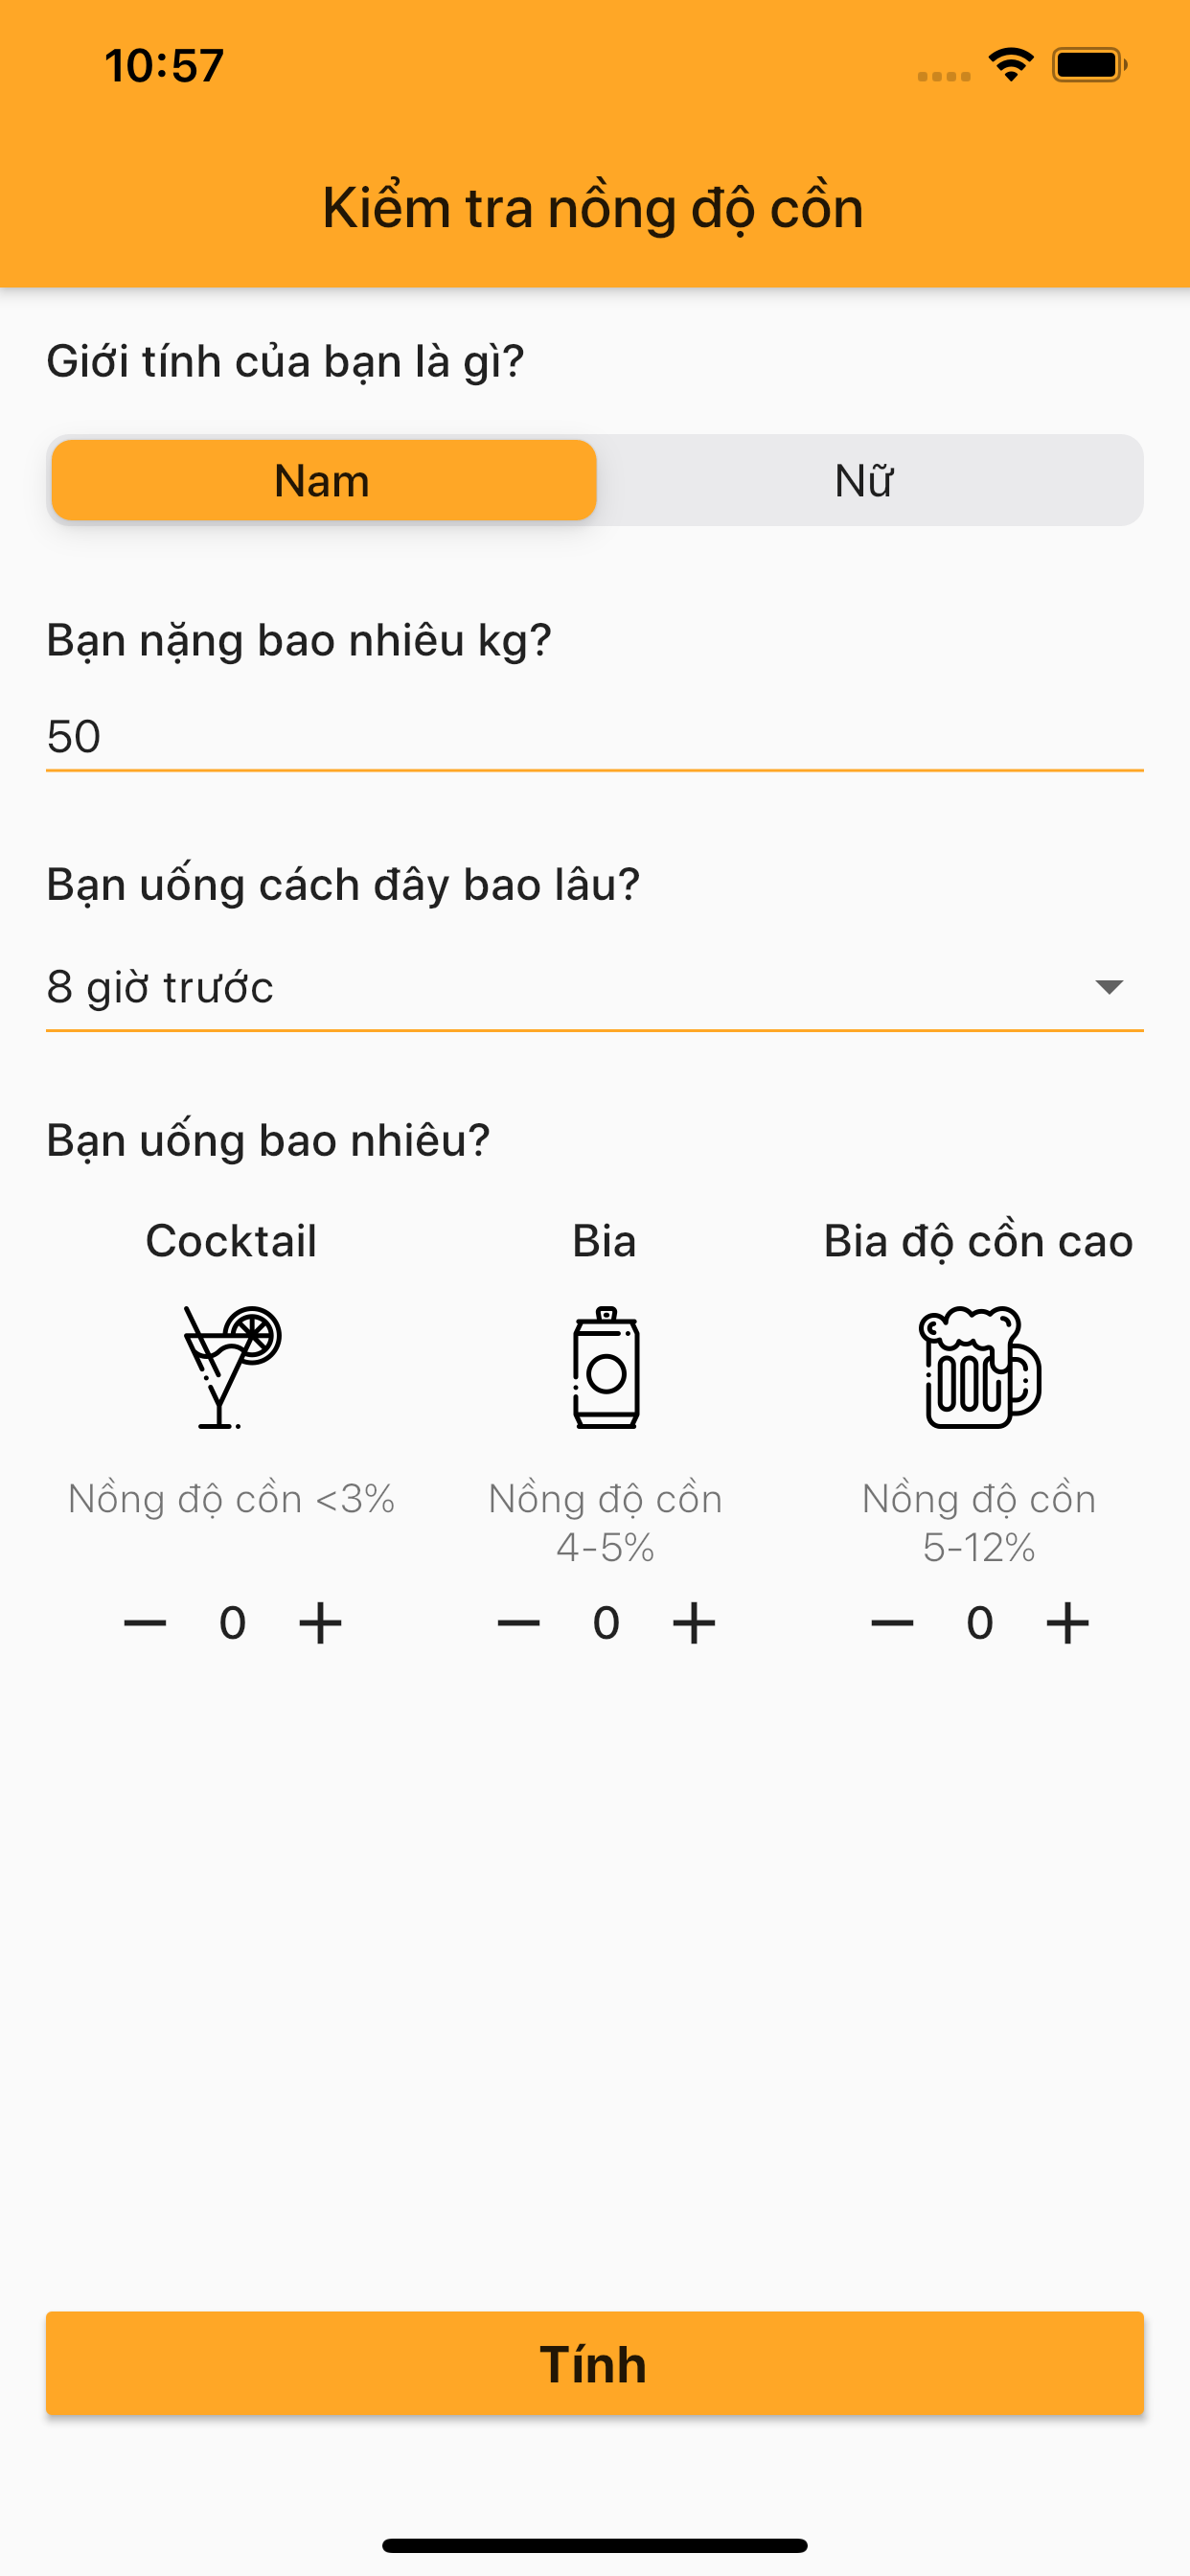 10:57
Kiểm tra nồng độ cồn
Giới tính của bạn là gì?
Nam Nữ
Bạn nặng bao nhiêu kg?
50
Bạn uống cách đây bao lâu?
8 giờ trước
Bạn uống bao nhiêu?
Cocktail Bia Bia độ cồn cao
Nồng độ cồn <3% Nồng độ cồn Nồng độ cồn
4-5% 5-12%
− 0 + − 0 + − 0 +
Tính